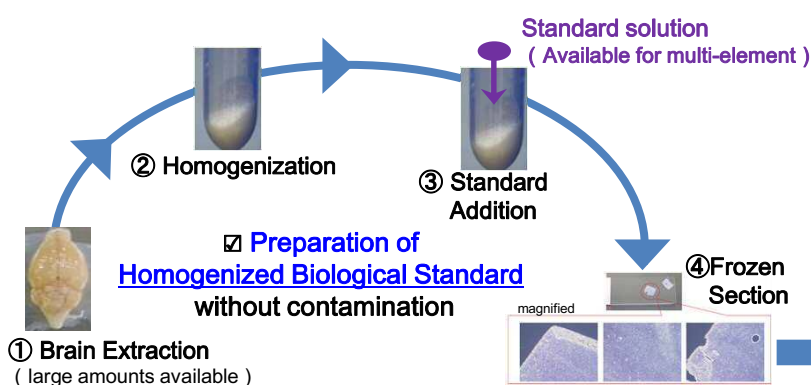 Standard solution
( Available for multi-element )
② Homogenization
③ Standard
Addition
☑ Preparation of
Homogenized Biological Standard
without contamination
④Frozen
Section
magnified
① Brain Extraction
( large amounts available )